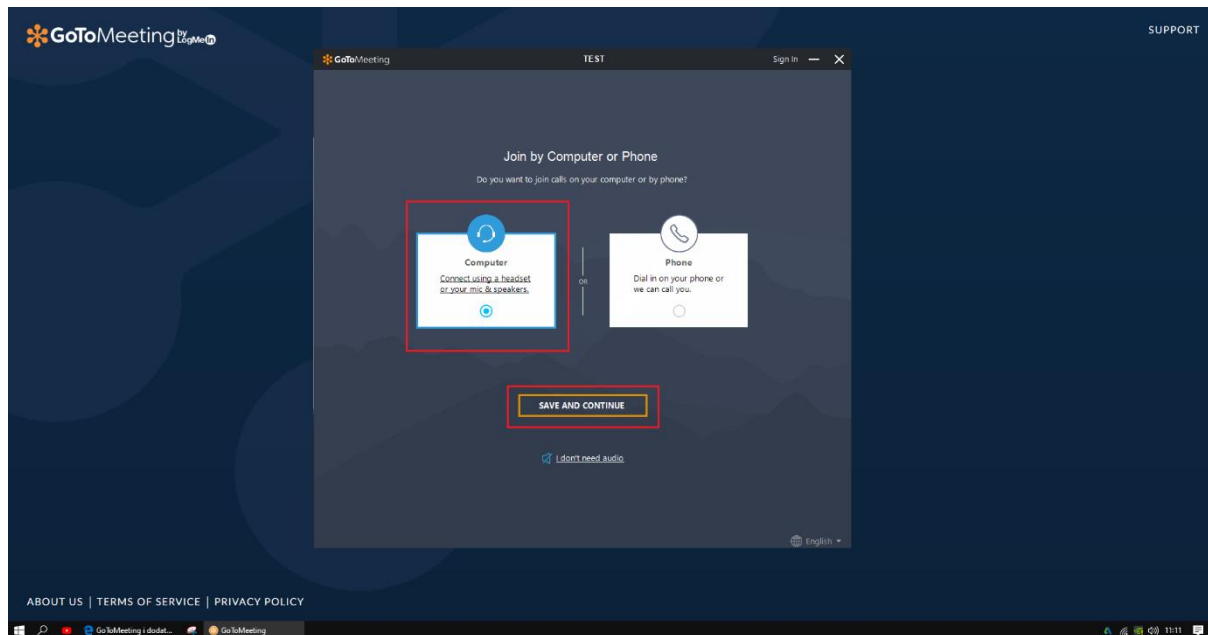 GoToMeeting by LogMeIn
SUPPORT
GoToMeeting
TEST
Sign In
Join by Computer or Phone
Do you want to join calls on your computer or by phone?
Computer
Connect using a headset
or your mic & speakers.
OR
Phone
Dial in on your phone or
we can call you.
SAVE AND CONTINUE
I don't need audio
English
ABOUT US | TERMS OF SERVICE | PRIVACY POLICY
GoToMeeting i dodat...
GoToMeeting
11:11